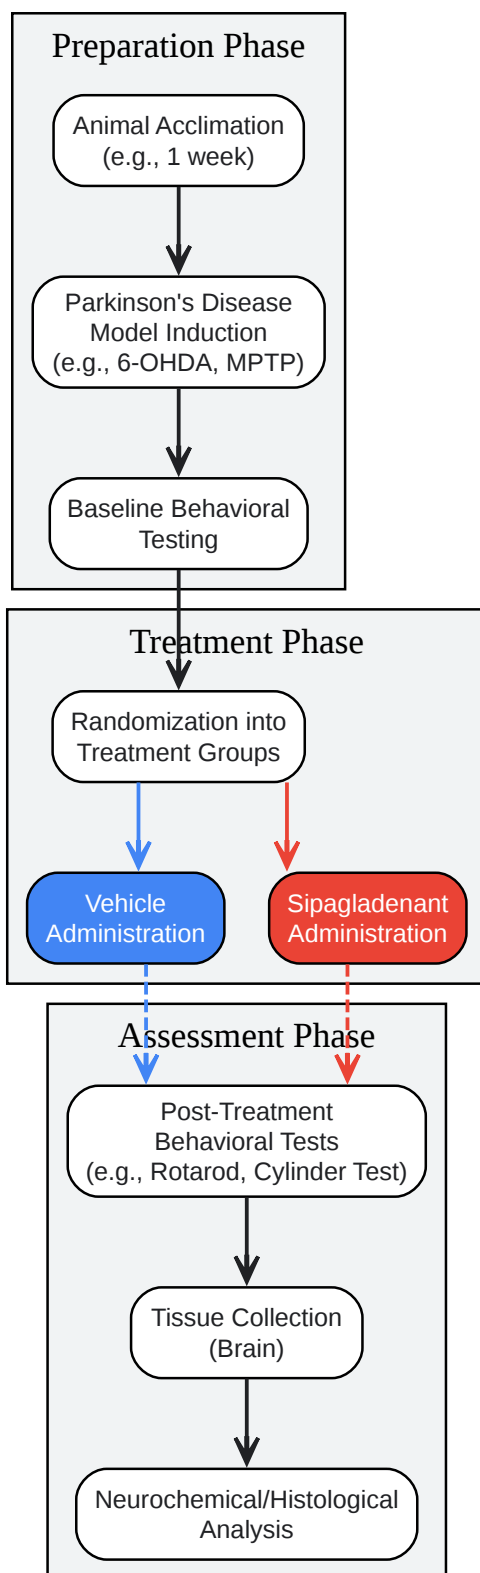 Preparation Phase
Animal Acclimation
(e.g., 1 week)
Parkinson's Disease
Model Induction
(e.g., 6-OHDA, MPTP)
Baseline Behavioral
Testing
Treatment Phase
Randomization into
Treatment Groups
Vehicle
Administration
Sipagladenant
Administration
Assessment Phase
Post-Treatment
Behavioral Tests
(e.g., Rotarod, Cylinder Test)
Tissue Collection
(Brain)
Neurochemical/Histological
Analysis